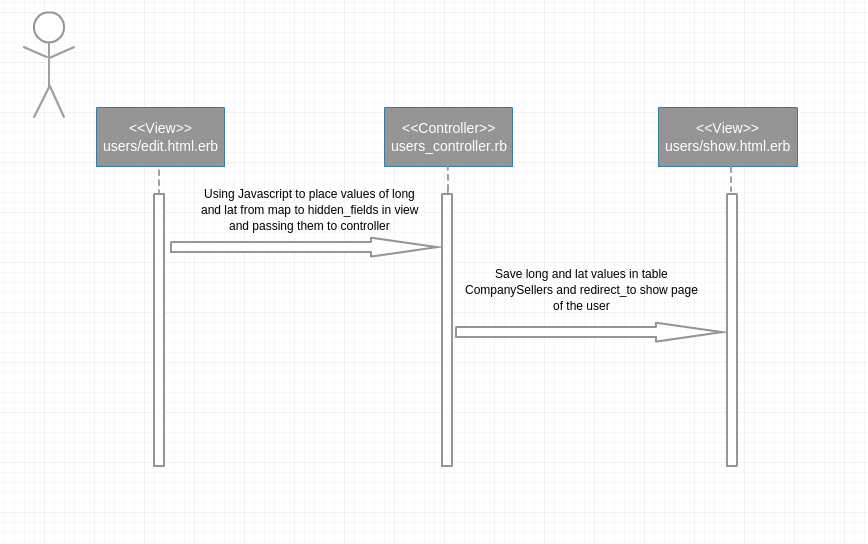 <<View>>
users/edit.html.erb
<<Controller>>
users_controller.rb
<<View>>
users/show.html.erb
Using Javascript to place values of long
and lat from map to hidden_fields in view
and passing them to controller
Save long and lat values in table
CompanySellers and redirect_to show page
of the user